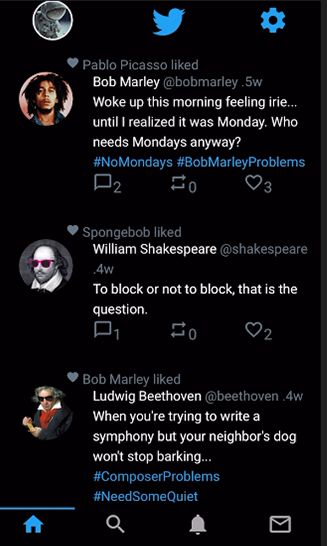 Pablo Picasso liked
Bob Marley @bobmarley .5w
Woke up this morning feeling irie...
until I realized it was Monday. Who
needs Mondays anyway?
#NoMondays #BobMarleyProblems
2 0 3
Spongebob liked
William Shakespeare @shakespeare
.4w
To block or not to block, that is the
question.
1 0 2
Bob Marley liked
Ludwig Beethoven @beethoven .4w
When you're trying to write a
symphony but your neighbor's dog
won't stop barking...
#ComposerProblems
#NeedSomeQuiet